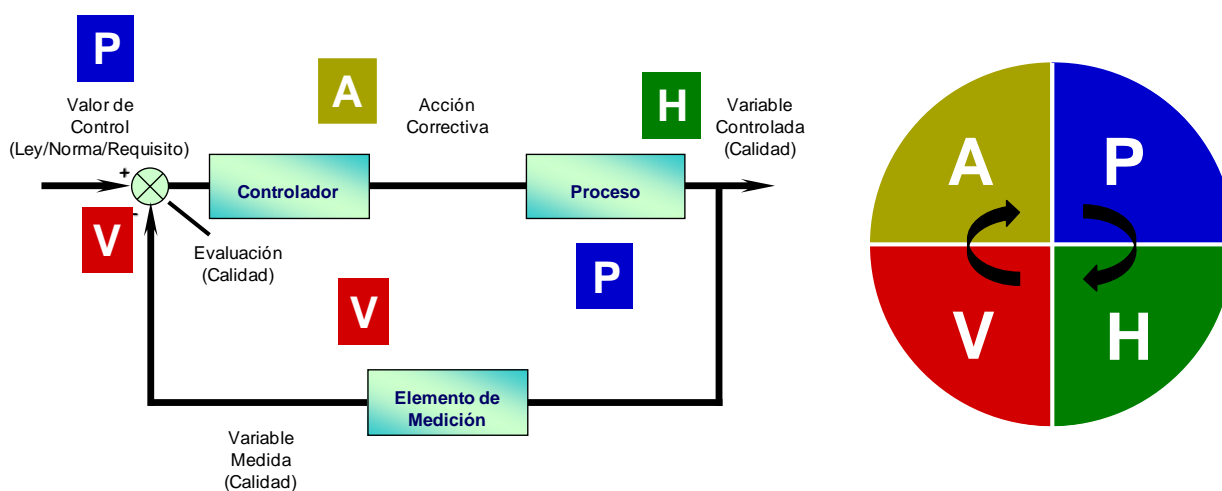 P
Valor de
Control
(Ley/Norma/Requisito)
+
-
V
Evaluación
(Calidad)
A
Controlador
Acción
Correctiva
H
Proceso
P
Variable
Controlada
(Calidad)
V
Elemento de
Medición
Variable
Medida
(Calidad)
A P
V H